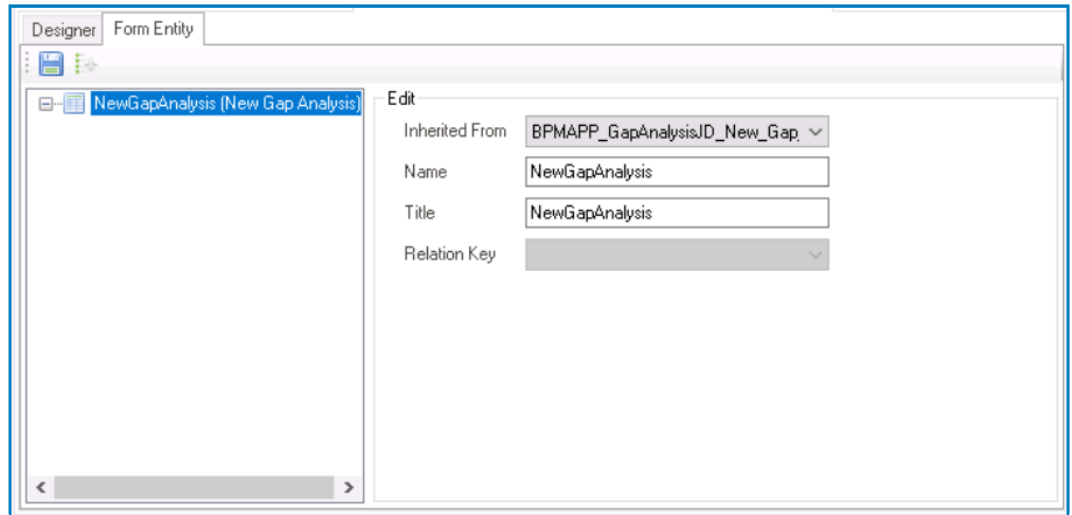 Designer Form Entity
NewGapAnalysis (New Gap Analysis)
Edit
Inherited From BPMAPP_GapAnalysisJD_New_Gap
Name NewGapAnalysis
Title NewGapAnalysis
Relation Key